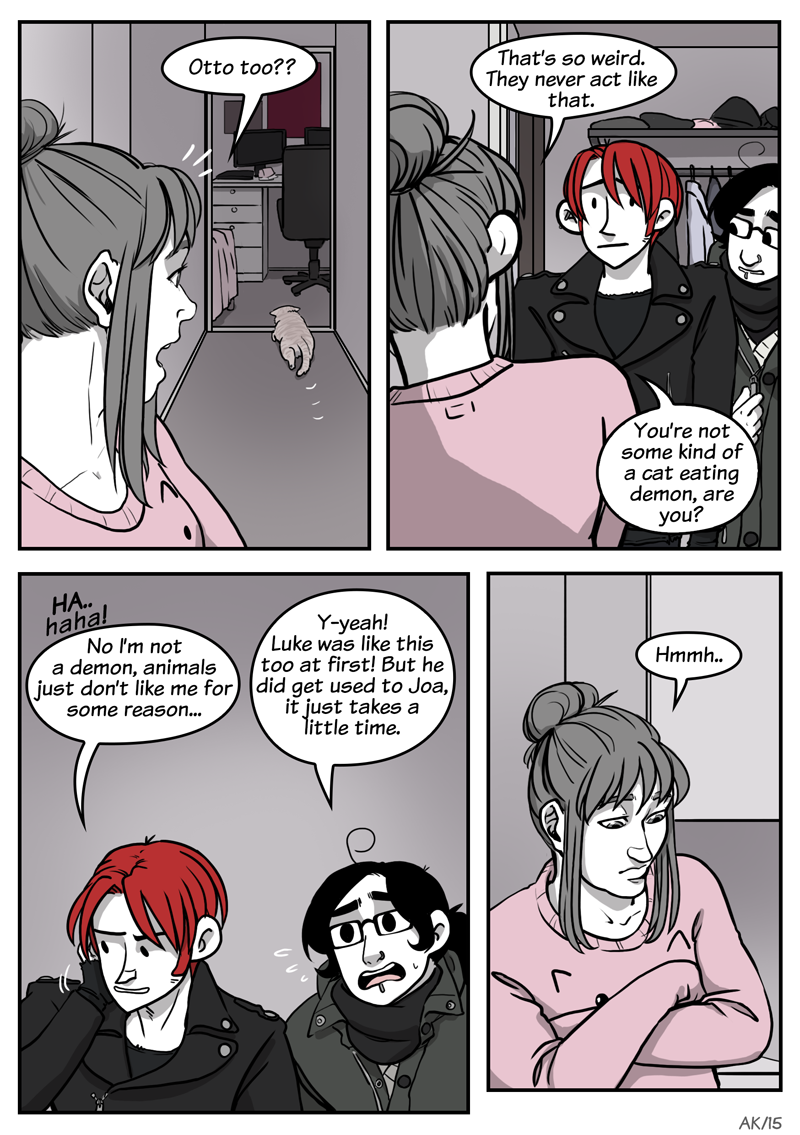 Otto too??
That's so weird.
They never act like
that.
You're not
some kind of
a cat eating
demon, are
you?
HA..
haha!
No I'm not
a demon, animals
just don't like me for
some reason...
Y-yeah!
Luke was like this
too at first! But he
did get used to Joa,
it just takes a
little time.
Hmmh..
AK/15